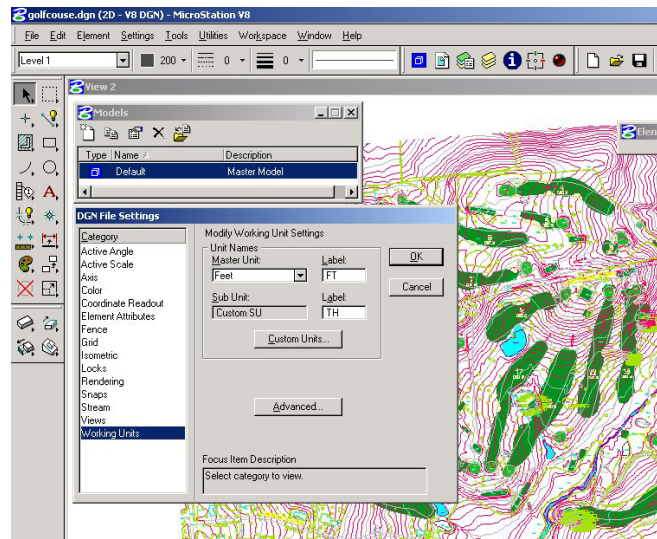 golfcouse.dgn (2D - V8 DGN) - MicroStation V8
File Edit Element Settings Tools Utilities Workspace Window Help
Level 1 200 0 0
View 2
Models
Type Name Description
Default Master Model
DGN File Settings
Category
Active Angle
Active Scale
Axis
Color
Coordinate Readout
Element Attributes
Fence
Grid
Isometric
Locks
Rendering
Snaps
Stream
Views
Working Units
Modify Working Unit Settings
Unit Names
Master Unit: Label:
Feet FT
Sub Unit: Label:
Custom SU TH
Custom Units...
Advanced...
OK
Cancel
Focus Item Description
Select category to view.
17
18